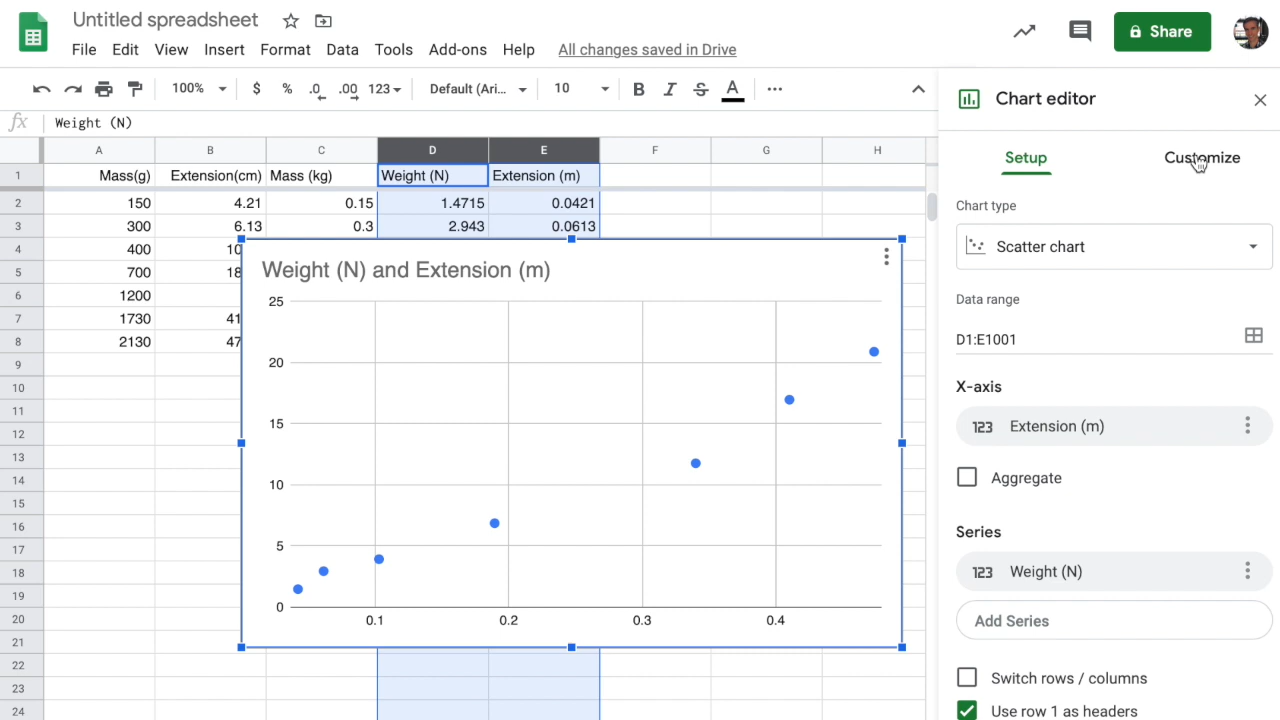 Untitled spreadsheet
File Edit View Insert Format Data Tools Add-ons Help All changes saved in Drive
Share
100% $ % .0 .00 123 Default (Ari... 10 B I S A
fx Weight (N)
A B C D E F G H
1 Mass(g) Extension(cm) Mass (kg) Weight (N) Extension (m)
2 150 4.21 0.15 1.4715 0.0421
3 300 6.13 0.3 2.943 0.0613
4 400 10
5 700 18
6 1200
7 1730 41
8 2130 47
9
10
11
12
13
14
15
16
17
18
19
20
21
22
23
24
Weight (N) and Extension (m)
25
20
15
10
5
0
0.1 0.2 0.3 0.4
Chart editor
Setup Customize
Chart type
Scatter chart
Data range
D1:E1001
X-axis
123 Extension (m)
Aggregate
Series
123 Weight (N)
Add Series
Switch rows / columns
Use row 1 as headers